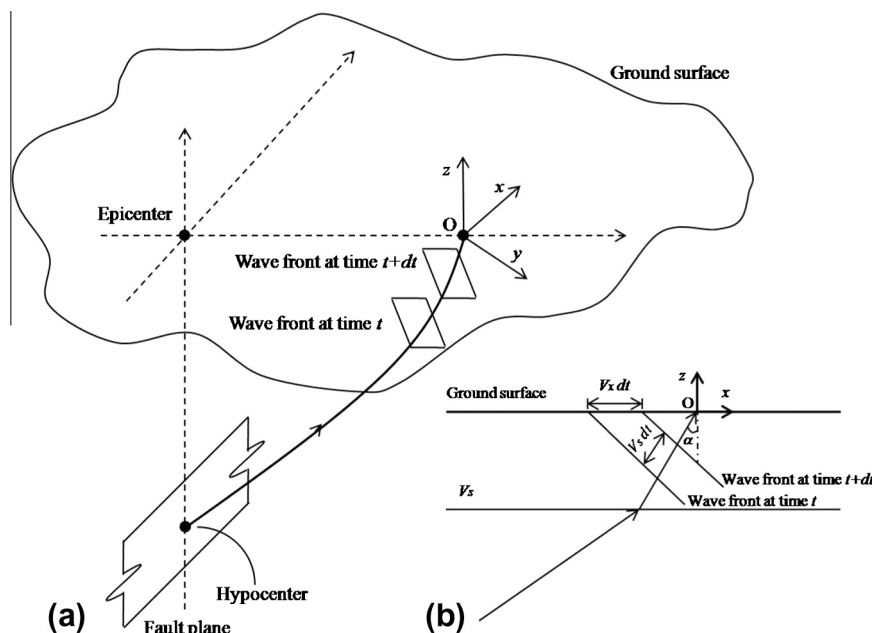 Ground surface
z
x
Epicenter
O
y
Wave front at time t+dt
Wave front at time t
Hypocenter
(a)
Fault plane
z
Vx dt
Ground surface
O
x
Vs dt
α
Wave front at time t+dt
Vs
Wave front at time t
(b)